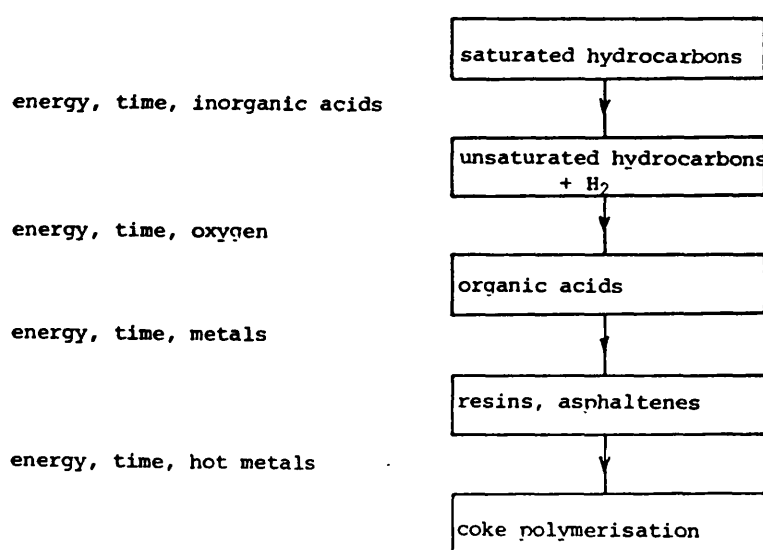 saturated hydrocarbons
energy, time, inorganic acids
unsaturated hydrocarbons
+ H₂
energy, time, oxygen
organic acids
energy, time, metals
resins, asphaltenes
energy, time, hot metals
coke polymerisation